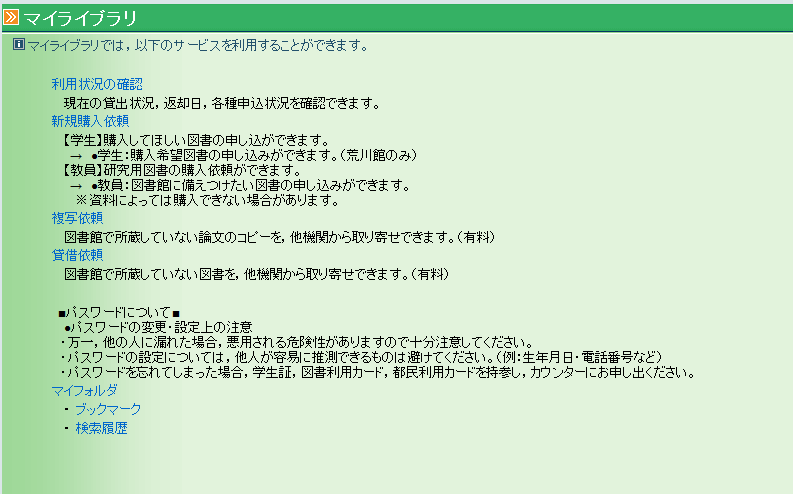 マイライブラリ
マイライブラリでは，以下のサービスを利用することができます。
利用状況の確認
現在の貸出状況，返却日，各種申込状況を確認できます。
新規購入依頼
【学生】購入してほしい図書の申し込ができます。
→ ●学生：購入希望図書の申し込みができます。（荒川館のみ）
【教員】研究用図書の購入依頼ができます。
→ ●教員：図書館に備えつけたい図書の申し込みができます。
※資料によっては購入できない場合があります。
複写依頼
図書館で所蔵していない論文のコピーを，他機関から取り寄せできます。（有料）
貸借依頼
図書館で所蔵していない図書を，他機関から取り寄せできます。（有料）
■パスワードについて■
●パスワードの変更・設定上の注意
・万一，他の人に漏れた場合，悪用される危険性がありますので十分注意してください。
・パスワードの設定については，他人が容易に推測できるものは避けてください。（例：生年月日・電話番号など）
・パスワードを忘れてしまった場合，学生証，図書利用カード，都民利用カードを持参し，カウンターにお申し出ください。
マイフォルダ
・ ブックマーク
・ 検索履歴